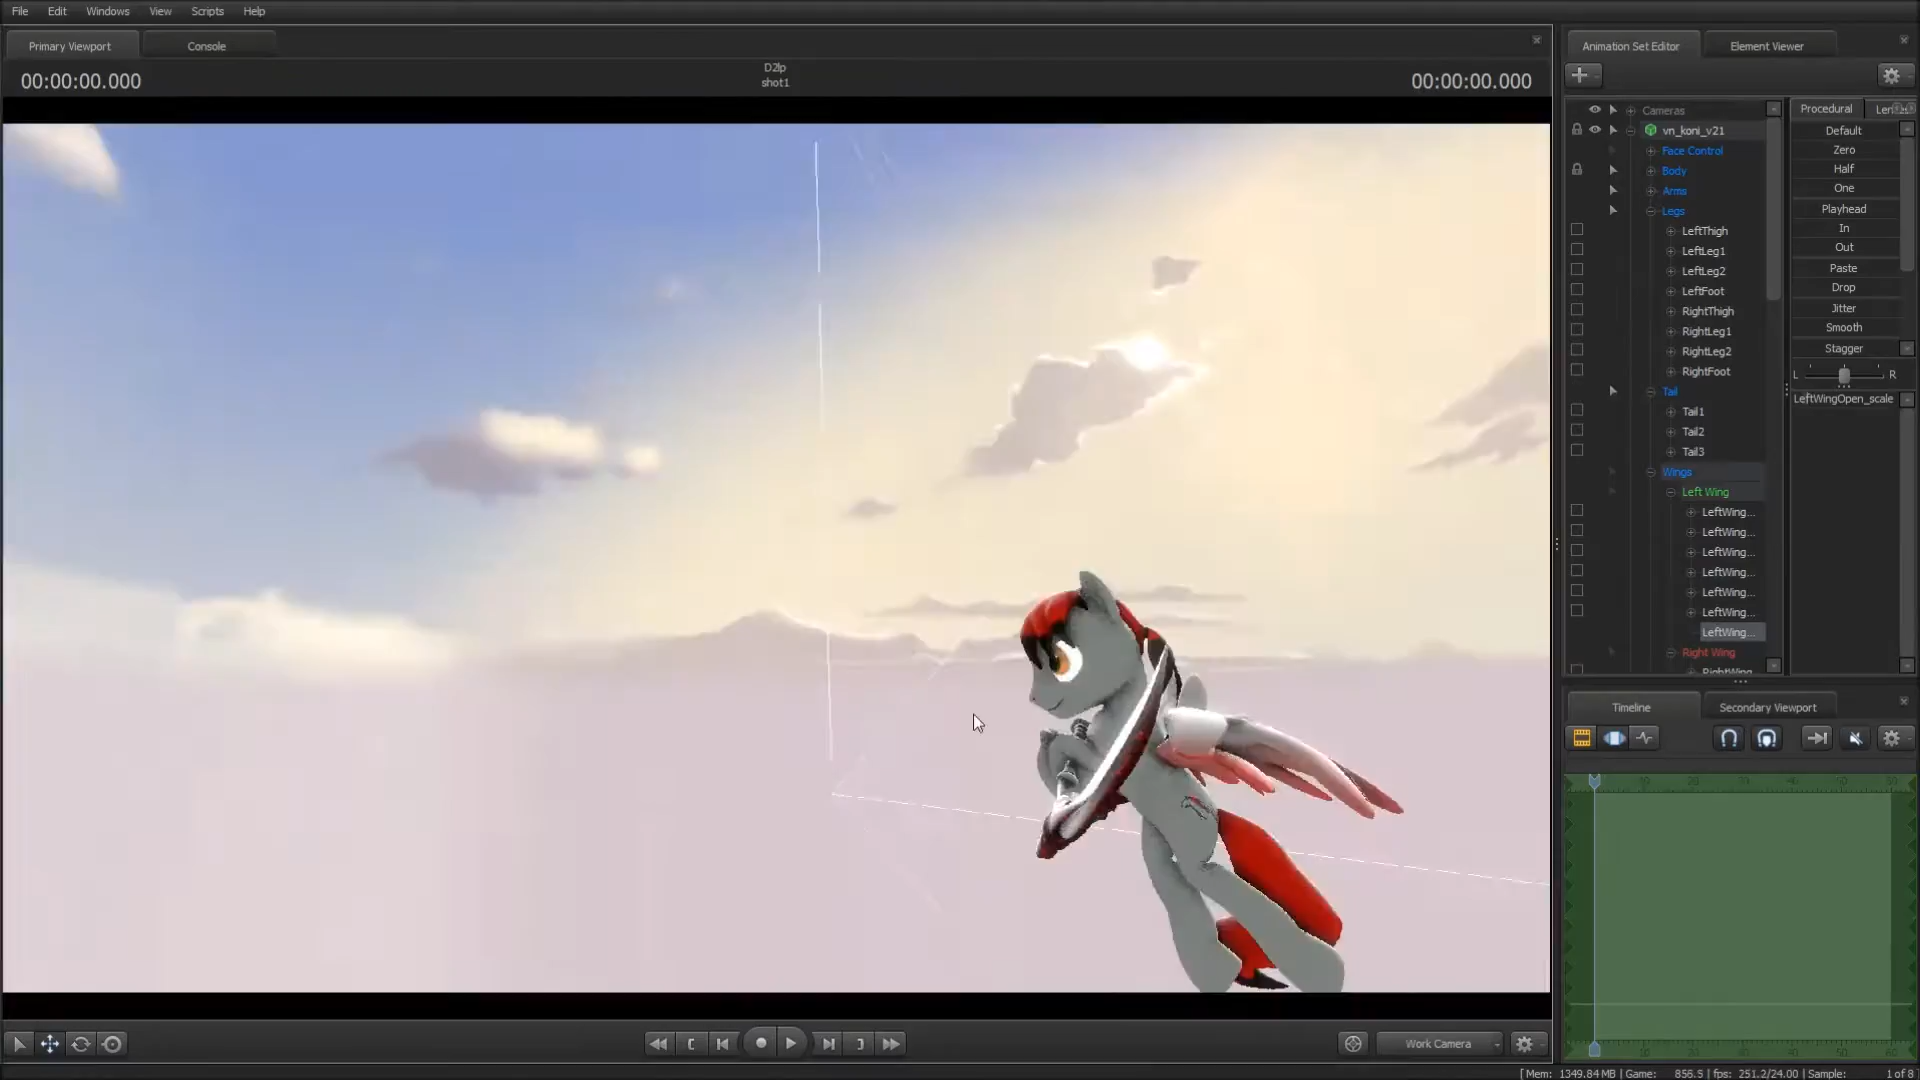 File Edit Windows View Scripts Help
Primary Viewport Console
00:00:00.000
D2lp
shot1
00:00:00.000
Animation Set Editor Element Viewer
Cameras
vn_koni_v21
Face Control
Body
Arms
Legs
LeftThigh
LeftLeg1
LeftLeg2
LeftFoot
RightThigh
RightLeg1
RightLeg2
RightFoot
Tail
Tail1
Tail2
Tail3
Wings
Left Wing
LeftWing...
LeftWing...
LeftWing...
LeftWing...
LeftWing...
LeftWing...
LeftWing...
Right Wing
RightWing
Procedural
Default
Zero
Half
One
Playhead
In
Out
Paste
Drop
Jitter
Smooth
Stagger
L R
LeftWingOpen_scale
Timeline Secondary Viewport
Work Camera
[ Mem: 1349.84 MB | Game: 856.5 | fps: 251.2/24.00 | Sample: 1 of 8